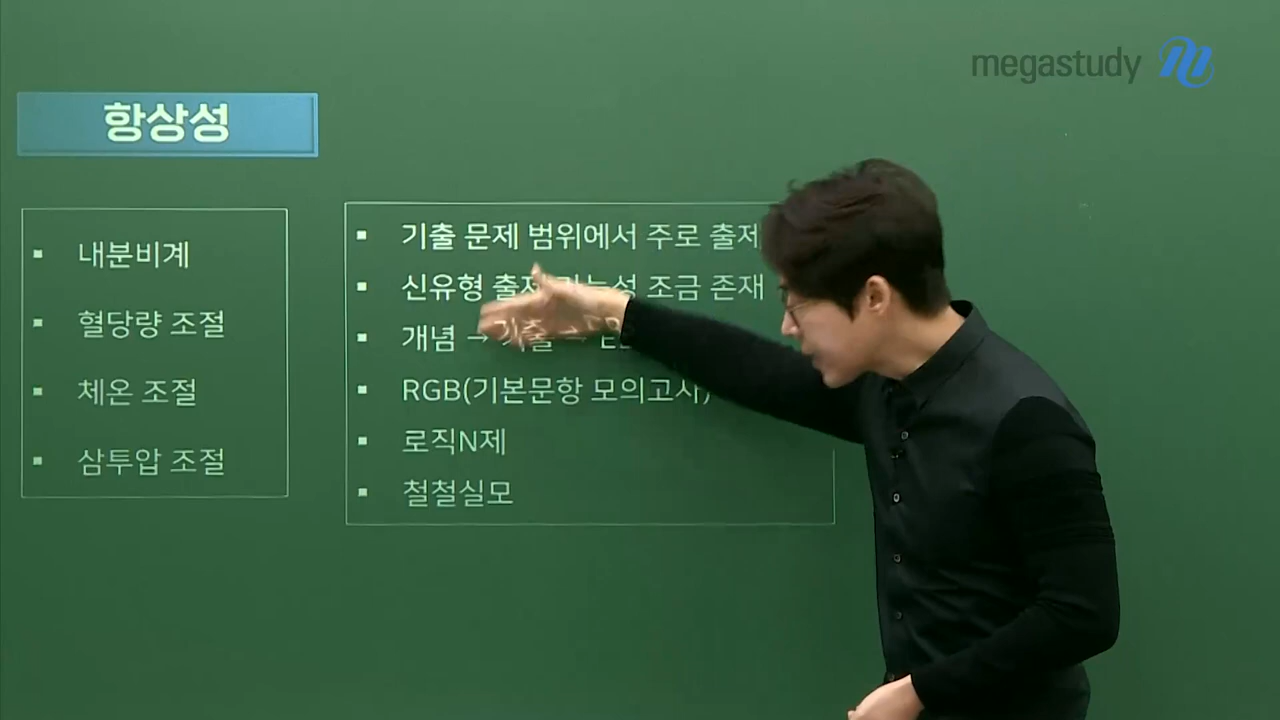 megastudy
항상성
내분비계
혈당량 조절
체온 조절
삼투압 조절
기출 문제 범위에서 주로 출제
신유형 조금 존재
개념 → 기출 →
RGB(기본문항 모의고사)
로직N제
철철실모